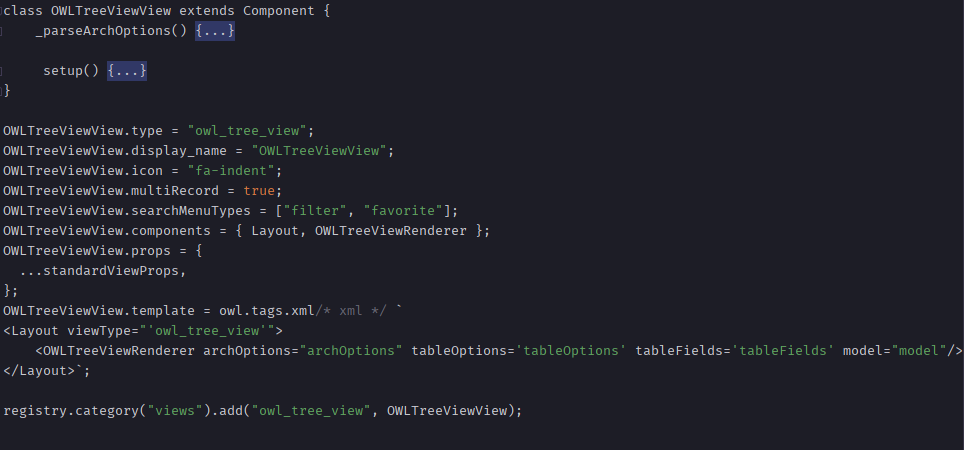 class OWLTreeViewView extends Component {
    _parseArchOptions() {...}
     setup() {...}
}
OWLTreeViewView.type = "owl_tree_view";
OWLTreeViewView.display_name = "OWLTreeViewView";
OWLTreeViewView.icon = "fa-indent";
OWLTreeViewView.multiRecord = true;
OWLTreeViewView.searchMenuTypes = ["filter", "favorite"];
OWLTreeViewView.components = { Layout, OWLTreeViewRenderer };
OWLTreeViewView.props = {
  ...standardViewProps,
};
OWLTreeViewView.template = owl.tags.xml/* xml */ `
<Layout viewType="'owl_tree_view'">
    <OWLTreeViewRenderer archOptions="archOptions" tableOptions='tableOptions' tableFields='tableFields' model="model"/>
</Layout>`;
registry.category("views").add("owl_tree_view", OWLTreeViewView);